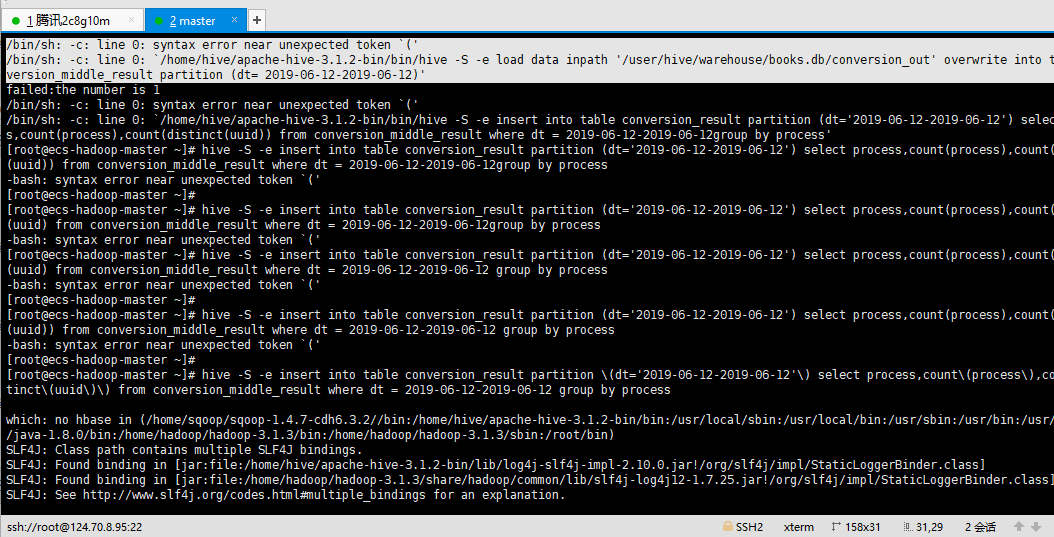 1 腾讯2c8g10m × 2 master × +
/bin/sh: -c: line 0: syntax error near unexpected token `('
/bin/sh: -c: line 0: `/home/hive/apache-hive-3.1.2-bin/bin/hive -S -e load data inpath '/user/hive/warehouse/books.db/conversion_out' overwrite into t
version_middle_result partition (dt= 2019-06-12-2019-06-12)'
failed:the number is 1
/bin/sh: -c: line 0: syntax error near unexpected token `('
/bin/sh: -c: line 0: `/home/hive/apache-hive-3.1.2-bin/bin/hive -S -e insert into table conversion_result partition (dt='2019-06-12-2019-06-12') selec
s,count(process),count(distinct(uuid)) from conversion_middle_result where dt = 2019-06-12-2019-06-12group by process'
[root@ecs-hadoop-master ~]# hive -S -e insert into table conversion_result partition (dt='2019-06-12-2019-06-12') select process,count(process),count(
(uuid)) from conversion_middle_result where dt = 2019-06-12-2019-06-12group by process
-bash: syntax error near unexpected token `('
[root@ecs-hadoop-master ~]#
[root@ecs-hadoop-master ~]# hive -S -e insert into table conversion_result partition (dt='2019-06-12-2019-06-12') select process,count(process),count(
(uuid) from conversion_middle_result where dt = 2019-06-12-2019-06-12group by process
-bash: syntax error near unexpected token `('
[root@ecs-hadoop-master ~]# hive -S -e insert into table conversion_result partition (dt='2019-06-12-2019-06-12') select process,count(process),count(
(uuid) from conversion_middle_result where dt = 2019-06-12-2019-06-12 group by process
-bash: syntax error near unexpected token `('
[root@ecs-hadoop-master ~]#
[root@ecs-hadoop-master ~]# hive -S -e insert into table conversion_result partition (dt='2019-06-12-2019-06-12') select process,count(process),count(
(uuid)) from conversion_middle_result where dt = 2019-06-12-2019-06-12 group by process
-bash: syntax error near unexpected token `('
[root@ecs-hadoop-master ~]#
[root@ecs-hadoop-master ~]# hive -S -e insert into table conversion_result partition \(dt='2019-06-12-2019-06-12'\) select process,count\(process\),co
tinct\(uuid\)\) from conversion_middle_result where dt = 2019-06-12-2019-06-12 group by process
which: no hbase in (/home/sqoop/sqoop-1.4.7-cdh6.3.2//bin:/home/hive/apache-hive-3.1.2-bin/bin:/usr/local/sbin:/usr/local/bin:/usr/sbin:/usr/bin:/usr/
/java-1.8.0/bin:/home/hadoop/hadoop-3.1.3/bin:/home/hadoop/hadoop-3.1.3/sbin:/root/bin)
SLF4J: Class path contains multiple SLF4J bindings.
SLF4J: Found binding in [jar:file:/home/hive/apache-hive-3.1.2-bin/lib/log4j-slf4j-impl-2.10.0.jar!/org/slf4j/impl/StaticLoggerBinder.class]
SLF4J: Found binding in [jar:file:/home/hadoop/hadoop-3.1.3/share/hadoop/common/lib/slf4j-log4j12-1.7.25.jar!/org/slf4j/impl/StaticLoggerBinder.class]
SLF4J: See http://www.slf4j.org/codes.html#multiple_bindings for an explanation.
ssh://root@124.70.8.95:22 SSH2 xterm 158x31 31,29 2 会话